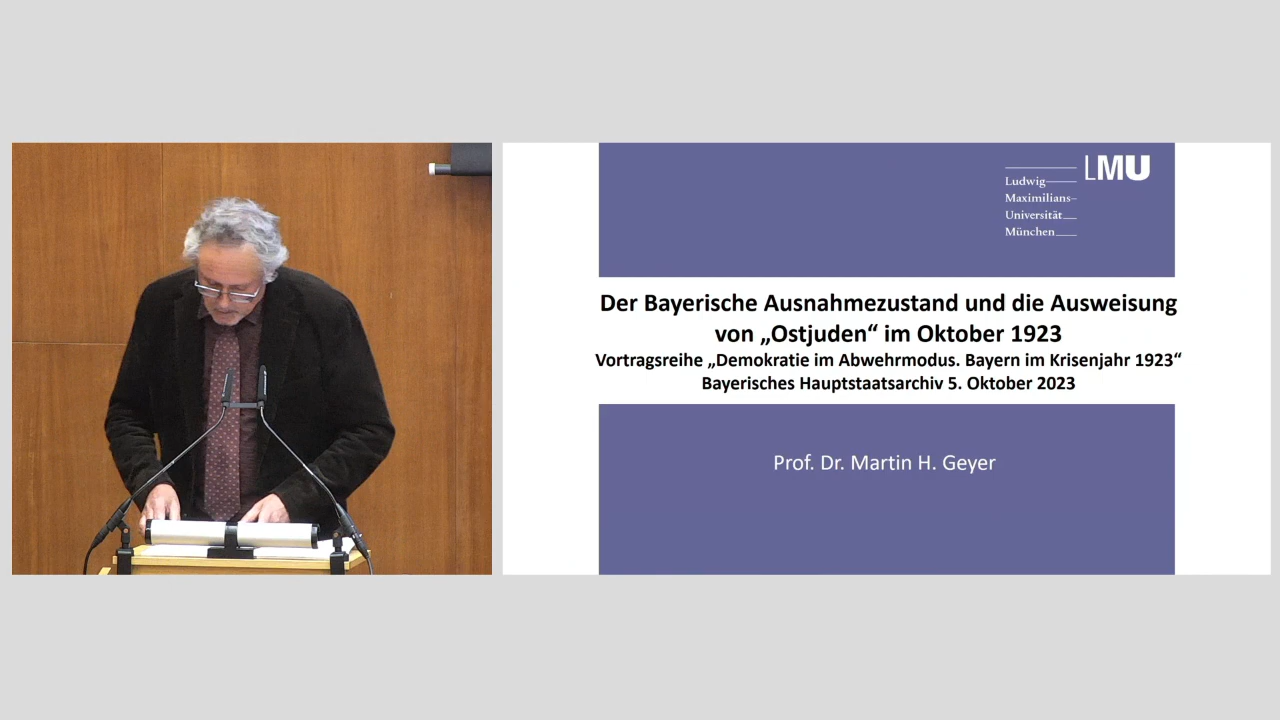 LMU
Ludwig
Maximilians
Universität
München
Der Bayerische Ausnahmezustand und die Ausweisung
von „Ostjuden“ im Oktober 1923
Vortragsreihe „Demokratie im Abwehrmodus. Bayern im Krisenjahr 1923“
Bayerisches Hauptstaatsarchiv 5. Oktober 2023
Prof. Dr. Martin H. Geyer